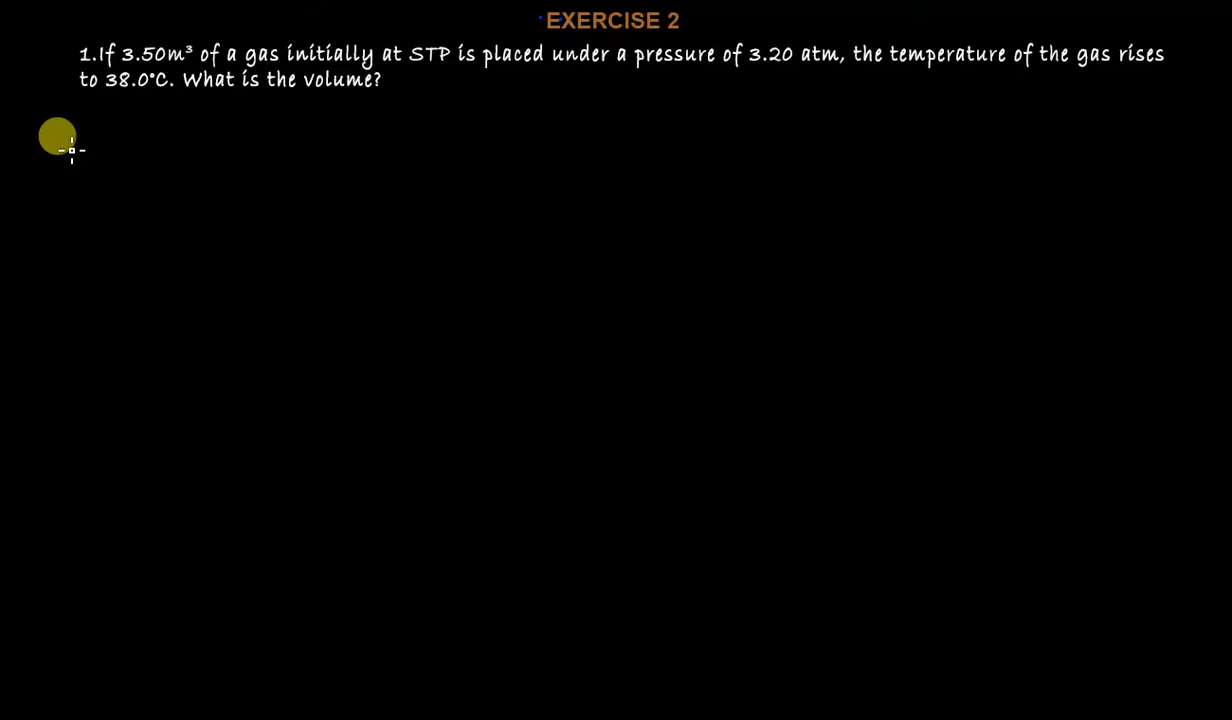 EXERCISE 2
1.If 3.50m³ of a gas initially at STP is placed under a pressure of 3.20 atm, the temperature of the gas rises
to 38.0°C. What is the volume?